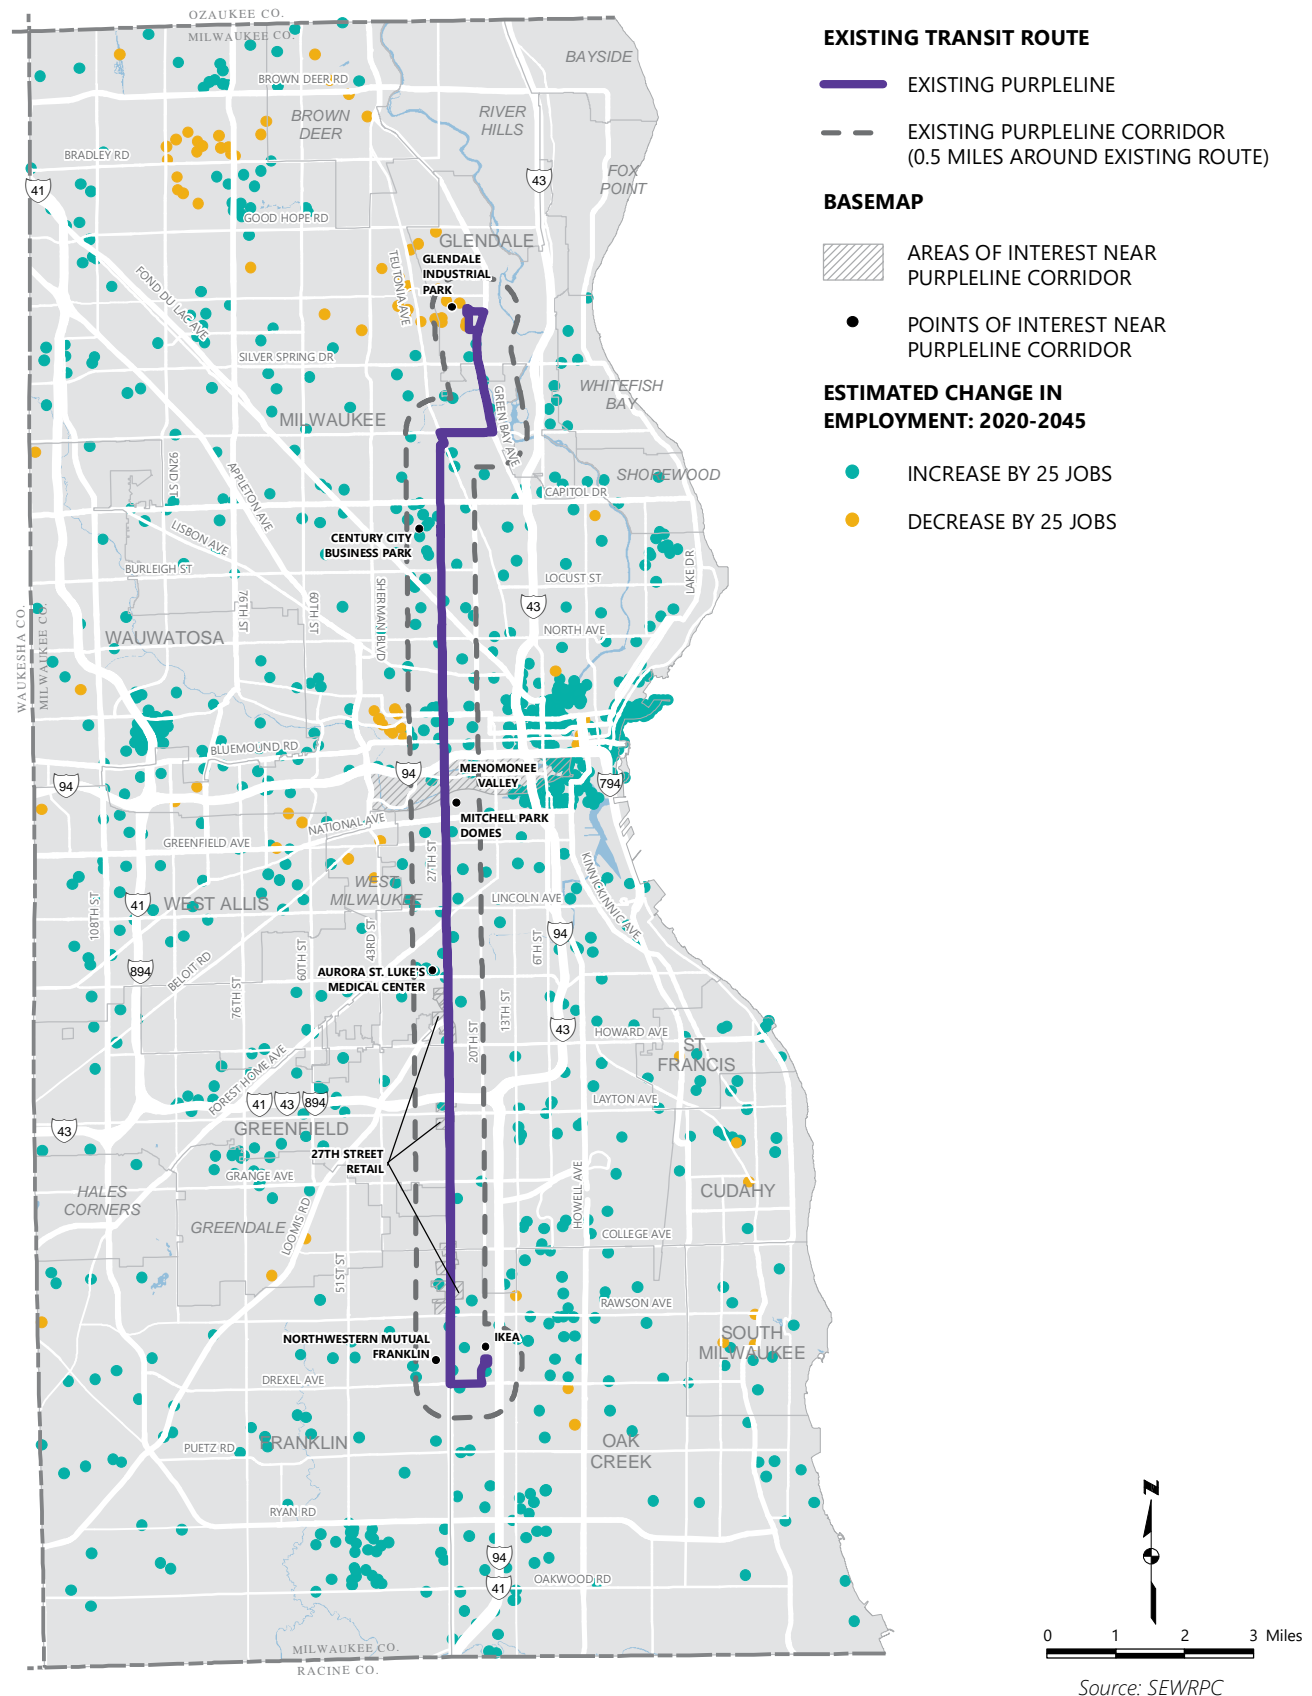 OZAUKEE CO.
MILWAUKEE CO.
BROWN DEER RD
BAYSIDE
BROWN
DEER
RIVER
HILLS
BRADLEY RD
41
43
FOX
POINT
GOOD HOPE RD
GLENDALE
GLENDALE
INDUSTRIAL
PARK
TEUTONIA AVE
FOND DU LAC AVE
SILVER SPRING DR
WHITEFISH
BAY
GREEN BAY AVE
MILWAUKEE
92ND ST
APPLETON AVE
SHOREWOOD
CAPITOL DR
LISBON AVE
CENTURY CITY
BUSINESS PARK
BURLEIGH ST
LOCUST ST
LAKE DR
76TH ST
60TH ST
SHERMAN BLVD
43
NORTH AVE
WAUKESHA CO.
MILWAUKEE CO.
WAUWATOSA
BLUEMOUND RD
94
94
MENOMONEE
VALLEY
794
MITCHELL PARK
DOMES
NATIONAL AVE
GREENFIELD AVE
27TH ST
KINNICKINNIC AVE
WEST
MILWAUKEE
LINCOLN AVE
41
WEST ALLIS
108TH ST
43RD ST
94
6TH ST
60TH ST
894
BELOIT RD
AURORA ST. LUKE'S
MEDICAL CENTER
76TH ST
13TH ST
20TH ST
43
HOWARD AVE
ST.
FRANCIS
FOREST HOME AVE
41
43
894
LAYTON AVE
43
GREENFIELD
27TH STREET
RETAIL
GRANGE AVE
HOWELL AVE
CUDAHY
HALES
CORNERS
GREENDALE
LOOMIS RD
COLLEGE AVE
51ST ST
RAWSON AVE
NORTHWESTERN MUTUAL
FRANKLIN
IKEA
SOUTH
MILWAUKEE
DREXEL AVE
PUETZ RD
FRANKLIN
OAK
CREEK
RYAN RD
94
41
OAKWOOD RD
MILWAUKEE CO.
RACINE CO.
EXISTING TRANSIT ROUTE
EXISTING PURPLELINE
EXISTING PURPLELINE CORRIDOR
(0.5 MILES AROUND EXISTING ROUTE)
BASEMAP
AREAS OF INTEREST NEAR
PURPLELINE CORRIDOR
POINTS OF INTEREST NEAR
PURPLELINE CORRIDOR
ESTIMATED CHANGE IN
EMPLOYMENT: 2020-2045
INCREASE BY 25 JOBS
DECREASE BY 25 JOBS
N
0 1 2 3 Miles
Source: SEWRPC